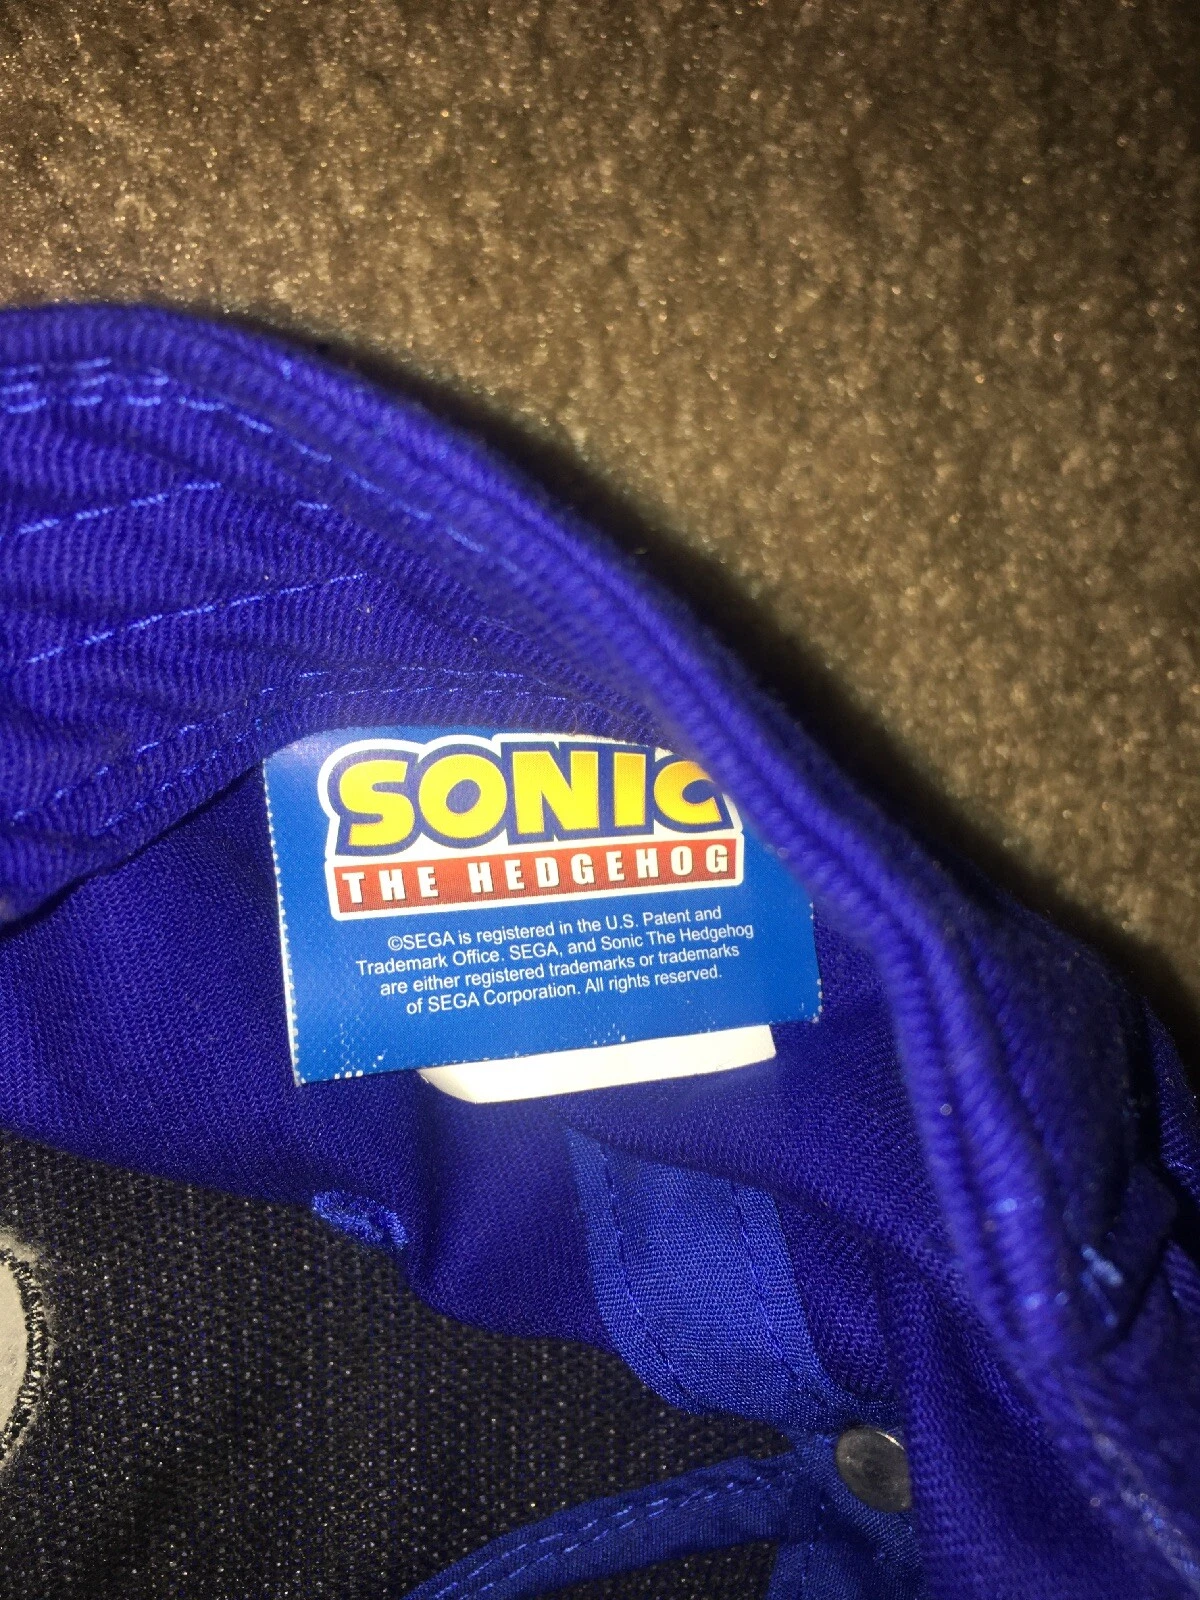 SONIC
THE HEDGEHOG
©SEGA is registered in the U.S. Patent and
Trademark Office. SEGA, and Sonic The Hedgehog
are either registered trademarks or trademarks
of SEGA Corporation. All rights reserved.